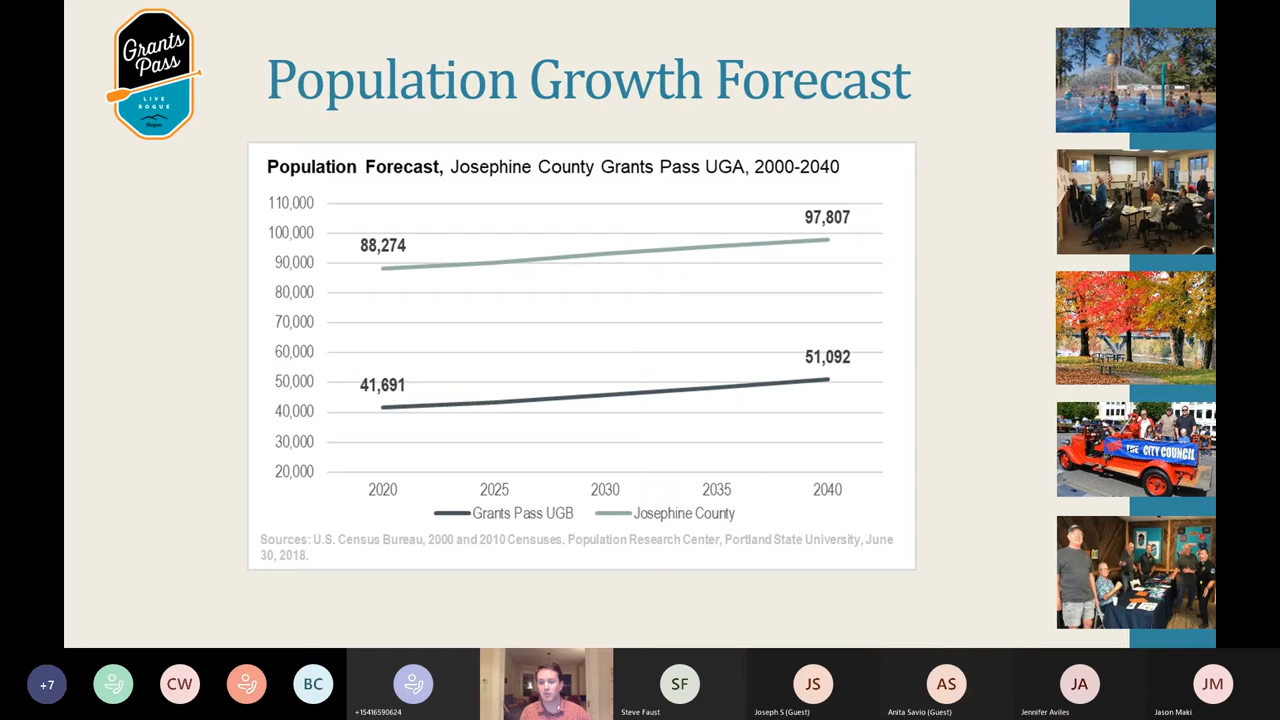 Grants
Pass
LIVE
ROGUE
Oregon
Population Growth Forecast
Population Forecast, Josephine County Grants Pass UGA, 2000-2040
110,000
100,000
90,000
80,000
70,000
60,000
50,000
40,000
30,000
20,000
88,274
97,807
41,691
51,092
2020 2025 2030 2035 2040
Grants Pass UGB Josephine County
Sources: U.S. Census Bureau, 2000 and 2010 Censuses. Population Research Center, Portland State University, June
30, 2018.
THE CITY COUNCIL
+7 CW BC SF JS AS JA JM
+15416590624 Steve Faust Joseph S (Guest) Anita Savio (Guest) Jennifer Aviles Jason Maki